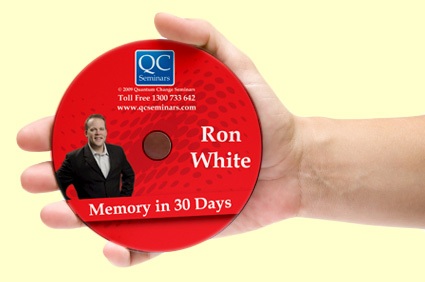 QC
Seminars
© 2009 Quantum Change Seminars
Toll Free 1300 733 642
www.qcseminars.com
Ron
White
Memory in 30 Days